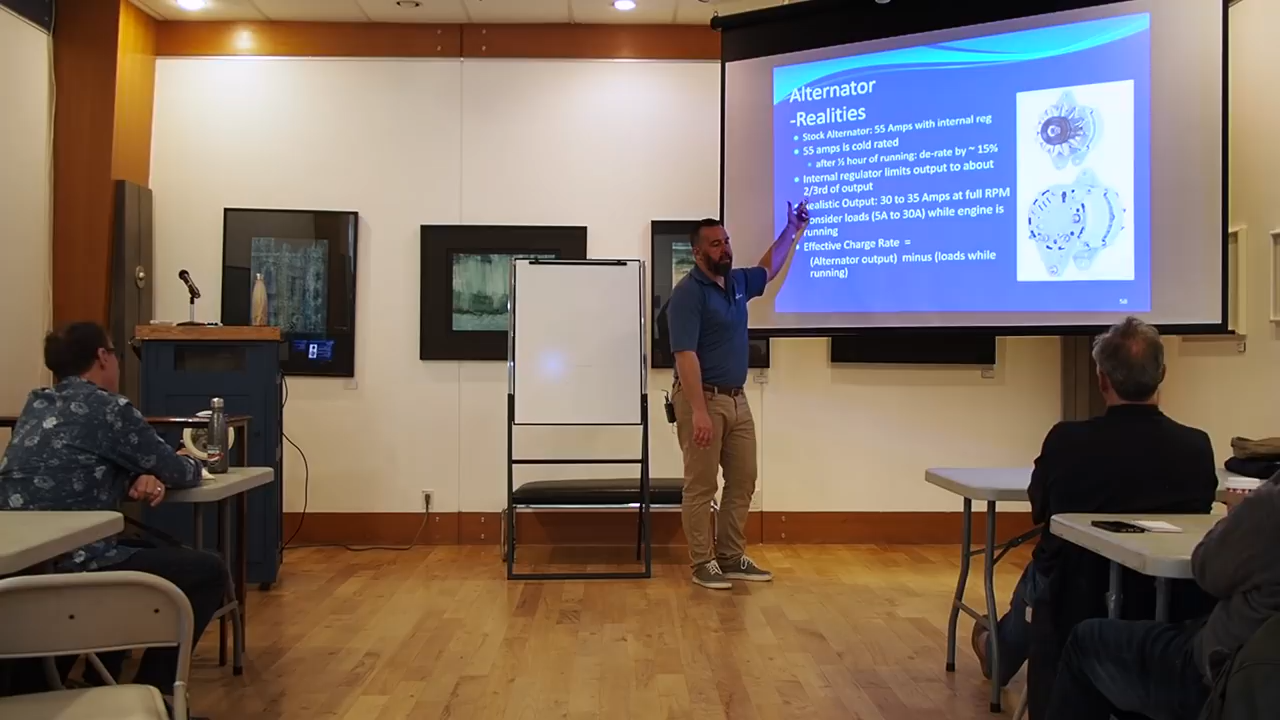 Alternator
-Realities
• Stock Alternator: 55 Amps with internal reg
• 55 amps is cold rated
• after ½ hour of running: de-rate by ~ 15%
• Internal regulator limits output to about
2/3rd of output
ealistic Output: 30 to 35 Amps at full RPM
onsider loads (5A to 30A) while engine is
running
• Effective Charge Rate =
(Alternator output) minus (loads while
running)
58